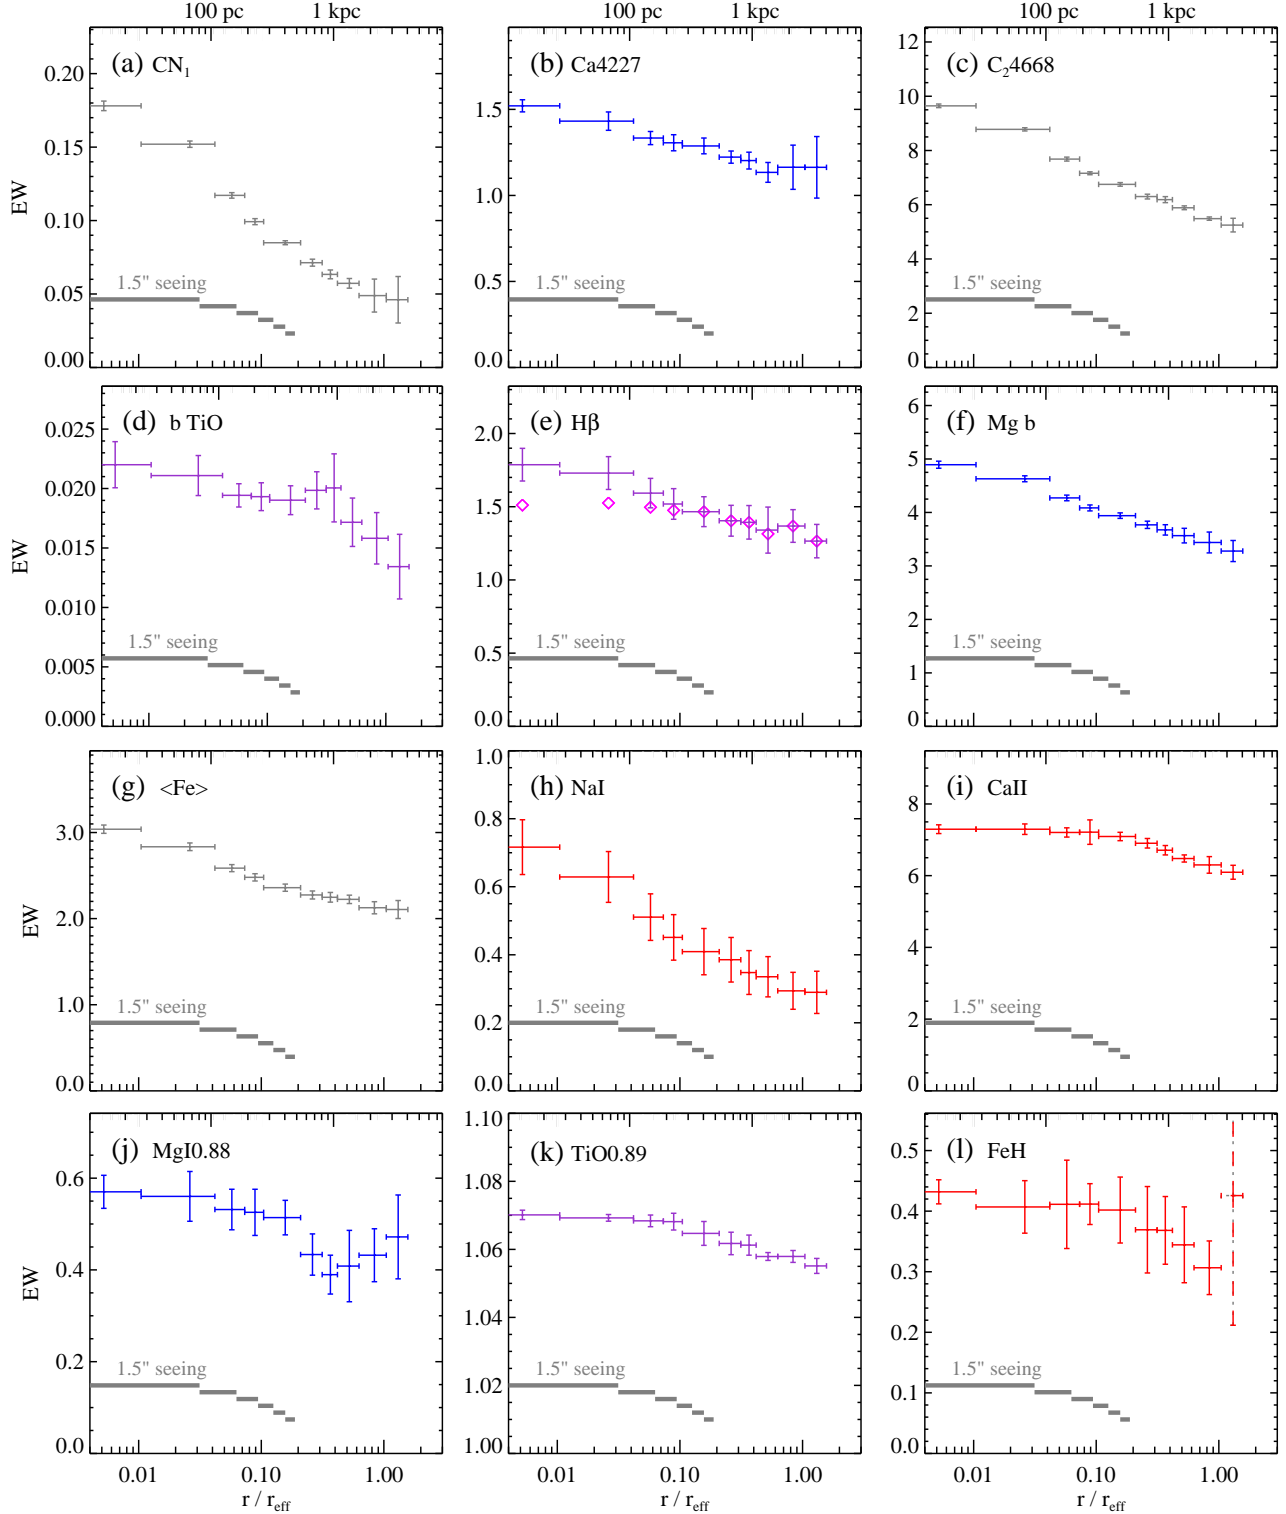 100 pc 1 kpc 100 pc 1 kpc 100 pc 1 kpc
(a) CN₁
EW
0.20
0.15
0.10
0.05
0.00
1.5" seeing
(b) Ca4227
1.5
1.0
0.5
0.0
1.5" seeing
(c) C₂4668
12
10
8
6
4
2
0
1.5" seeing
(d) b TiO
EW
0.025
0.020
0.015
0.010
0.005
0.000
1.5" seeing
(e) Hβ
2.0
1.5
1.0
0.5
0.0
1.5" seeing
(f) Mg b
6
5
4
3
2
1
0
1.5" seeing
(g) <Fe>
EW
3.0
2.0
1.0
0.0
1.5" seeing
(h) NaI
1.0
0.8
0.6
0.4
0.2
0.0
1.5" seeing
(i) CaII
8
6
4
2
0
1.5" seeing
(j) MgI0.88
EW
0.6
0.4
0.2
0.0
1.5" seeing
0.01 0.10 1.00
r / r_eff
(k) TiO0.89
1.10
1.08
1.06
1.04
1.02
1.00
1.5" seeing
0.01 0.10 1.00
r / r_eff
(l) FeH
0.5
0.4
0.3
0.2
0.1
0.0
1.5" seeing
0.01 0.10 1.00
r / r_eff